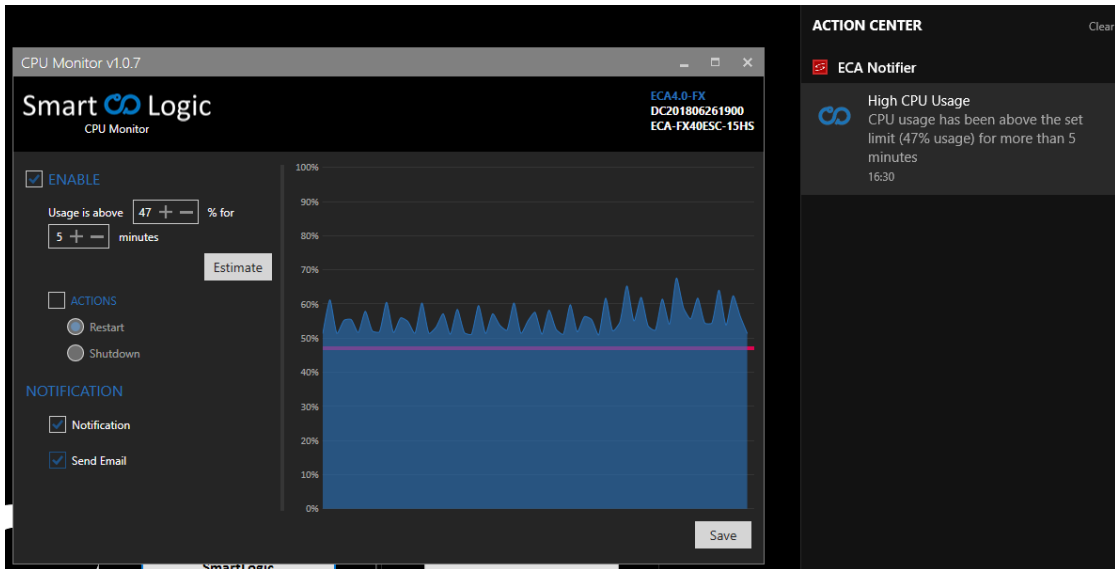 CPU Monitor v1.0.7
Smart Logic
CPU Monitor
ECA4.0-FX
DC201806261900
ECA-FX40ESC-15HS
ENABLE
Usage is above 47 % for
5 minutes
Estimate
ACTIONS
Restart
Shutdown
NOTIFICATION
Notification
Send Email
100%
90%
80%
70%
60%
50%
40%
30%
20%
10%
0%
Save
SmartLogic
ACTION CENTER
Clear
ECA Notifier
High CPU Usage
CPU usage has been above the set
limit (47% usage) for more than 5
minutes
16:30